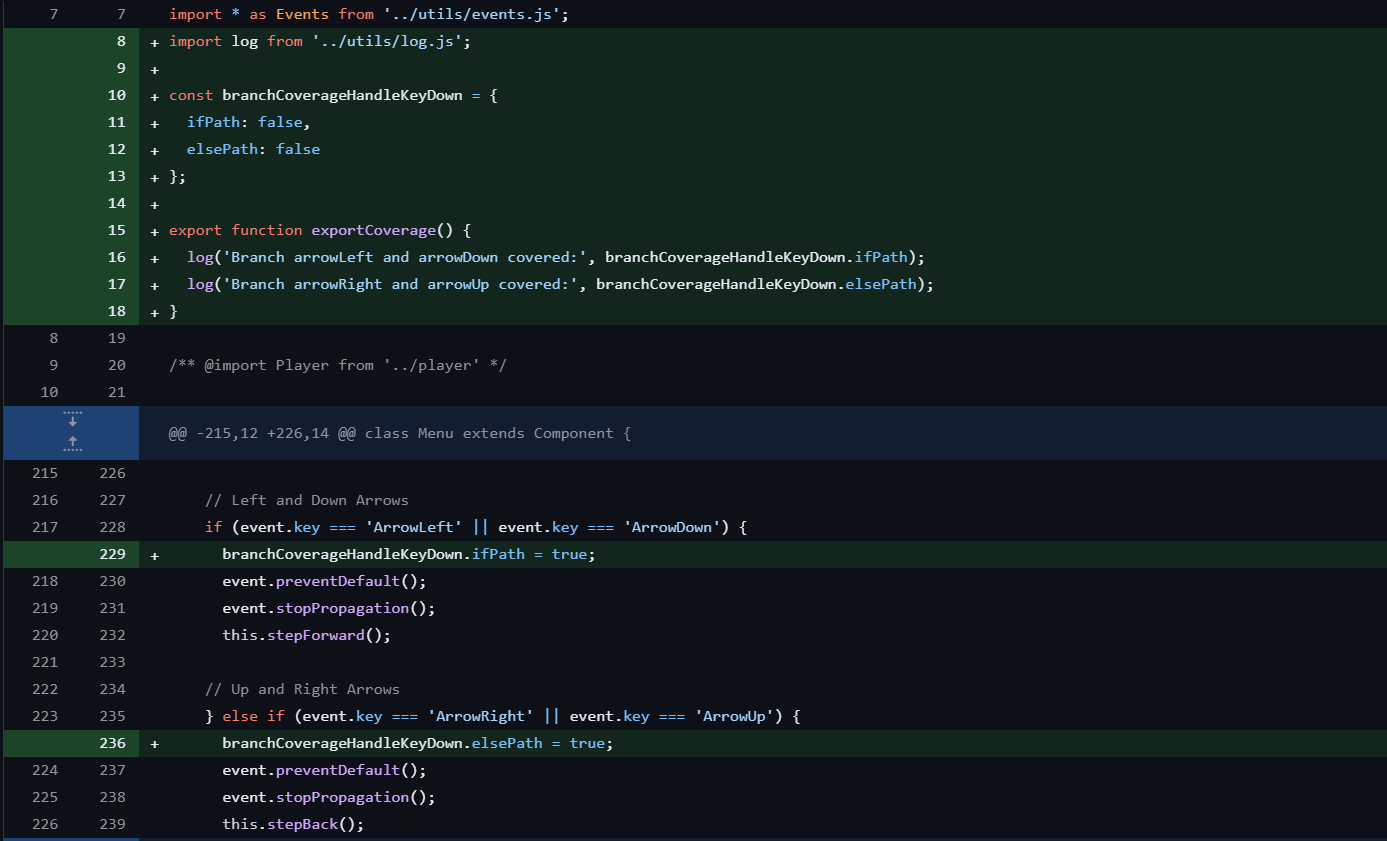 7 7 import * as Events from '../utils/events.js';
8 + import log from '../utils/log.js';
9 +
10 + const branchCoverageHandleKeyDown = {
11 + ifPath: false,
12 + elsePath: false
13 + };
14 +
15 + export function exportCoverage() {
16 + log('Branch arrowLeft and arrowDown covered:', branchCoverageHandleKeyDown.ifPath);
17 + log('Branch arrowRight and arrowUp covered:', branchCoverageHandleKeyDown.elsePath);
18 + }
8 19
9 20 /** @import Player from '../player' */
10 21
@@ -215,12 +226,14 @@ class Menu extends Component {
215 226
216 227 // Left and Down Arrows
217 228 if (event.key === 'ArrowLeft' || event.key === 'ArrowDown') {
229 + branchCoverageHandleKeyDown.ifPath = true;
218 230 event.preventDefault();
219 231 event.stopPropagation();
220 232 this.stepForward();
221 233
222 234 // Up and Right Arrows
223 235 } else if (event.key === 'ArrowRight' || event.key === 'ArrowUp') {
236 + branchCoverageHandleKeyDown.elsePath = true;
224 237 event.preventDefault();
225 238 event.stopPropagation();
226 239 this.stepBack();